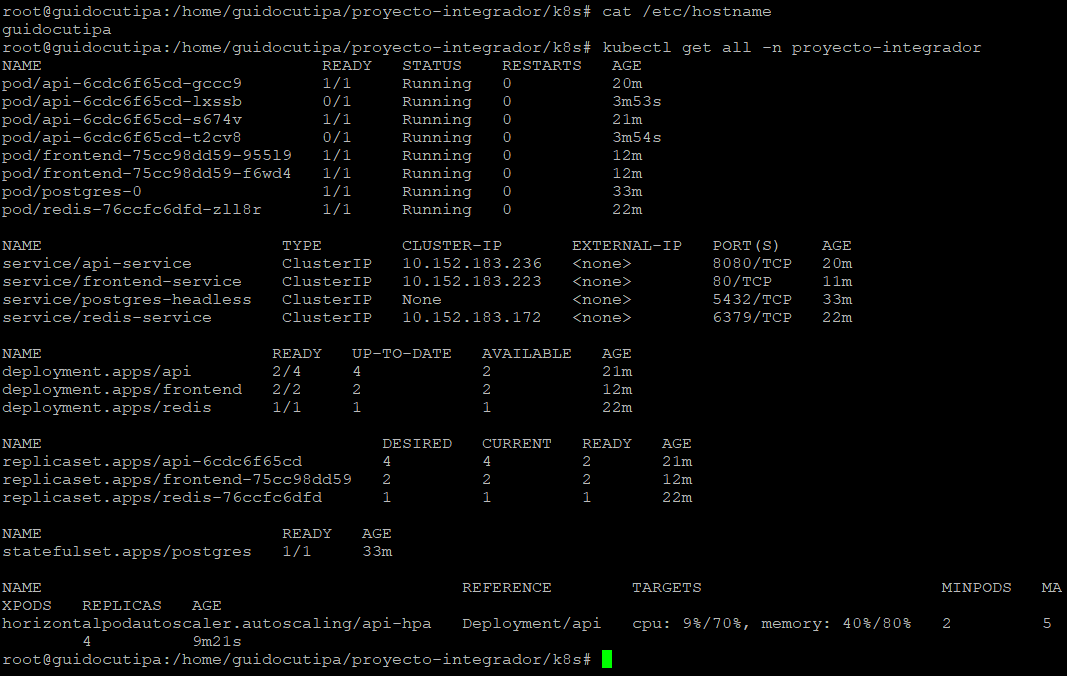 root@guidocutipa:/home/guidocutipa/proyecto-integrador/k8s# cat /etc/hostname
guidocutipa
root@guidocutipa:/home/guidocutipa/proyecto-integrador/k8s# kubectl get all -n proyecto-integrador
NAME                            READY   STATUS    RESTARTS   AGE
pod/api-6cdc6f65cd-gccc9        1/1     Running   0          20m
pod/api-6cdc6f65cd-lxssb        0/1     Running   0          3m53s
pod/api-6cdc6f65cd-s674v        1/1     Running   0          21m
pod/api-6cdc6f65cd-t2cv8        0/1     Running   0          3m54s
pod/frontend-75cc98dd59-955l9   1/1     Running   0          12m
pod/frontend-75cc98dd59-f6wd4   1/1     Running   0          12m
pod/postgres-0                  1/1     Running   0          33m
pod/redis-76ccfc6dfd-zll8r      1/1     Running   0          22m

NAME                        TYPE        CLUSTER-IP       EXTERNAL-IP   PORT(S)    AGE
service/api-service         ClusterIP   10.152.183.236   <none>        8080/TCP   20m
service/frontend-service    ClusterIP   10.152.183.223   <none>        80/TCP     11m
service/postgres-headless   ClusterIP   None             <none>        5432/TCP   33m
service/redis-service       ClusterIP   10.152.183.172   <none>        6379/TCP   22m

NAME                       READY   UP-TO-DATE   AVAILABLE   AGE
deployment.apps/api        2/4     4            2           21m
deployment.apps/frontend   2/2     2            2           12m
deployment.apps/redis      1/1     1            1           22m

NAME                                  DESIRED   CURRENT   READY   AGE
replicaset.apps/api-6cdc6f65cd        4         4         2       21m
replicaset.apps/frontend-75cc98dd59   2         2         2       12m
replicaset.apps/redis-76ccfc6dfd      1         1         1       22m

NAME                        READY   AGE
statefulset.apps/postgres   1/1     33m

NAME                                          REFERENCE        TARGETS                        MINPODS   MA
XPODS   REPLICAS   AGE
horizontalpodautoscaler.autoscaling/api-hpa   Deployment/api   cpu: 9%/70%, memory: 40%/80%   2         5
        4          9m21s
root@guidocutipa:/home/guidocutipa/proyecto-integrador/k8s#